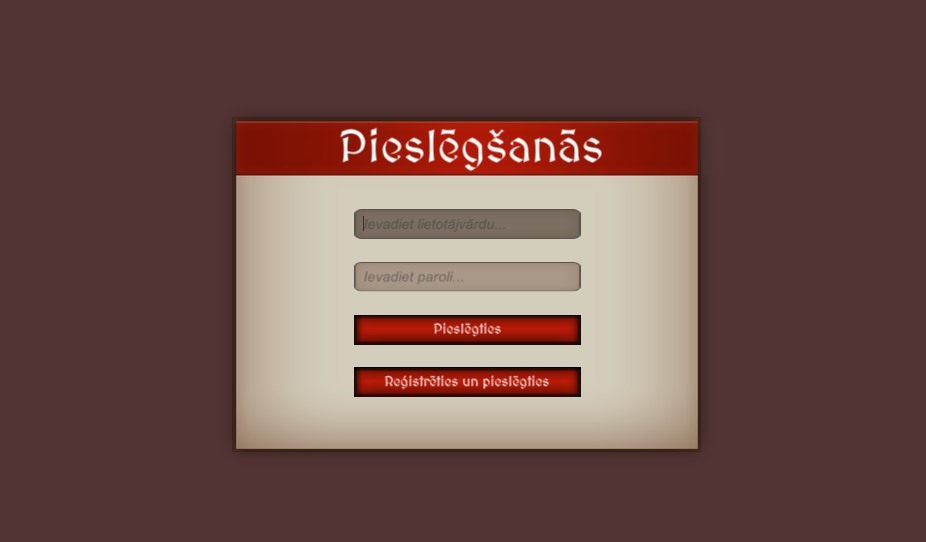 Pieslēgšanās
Ievadiet lietotājvārdu...
Ievadiet paroli...
Pieslēgties
Reģistrēties un pieslēgties